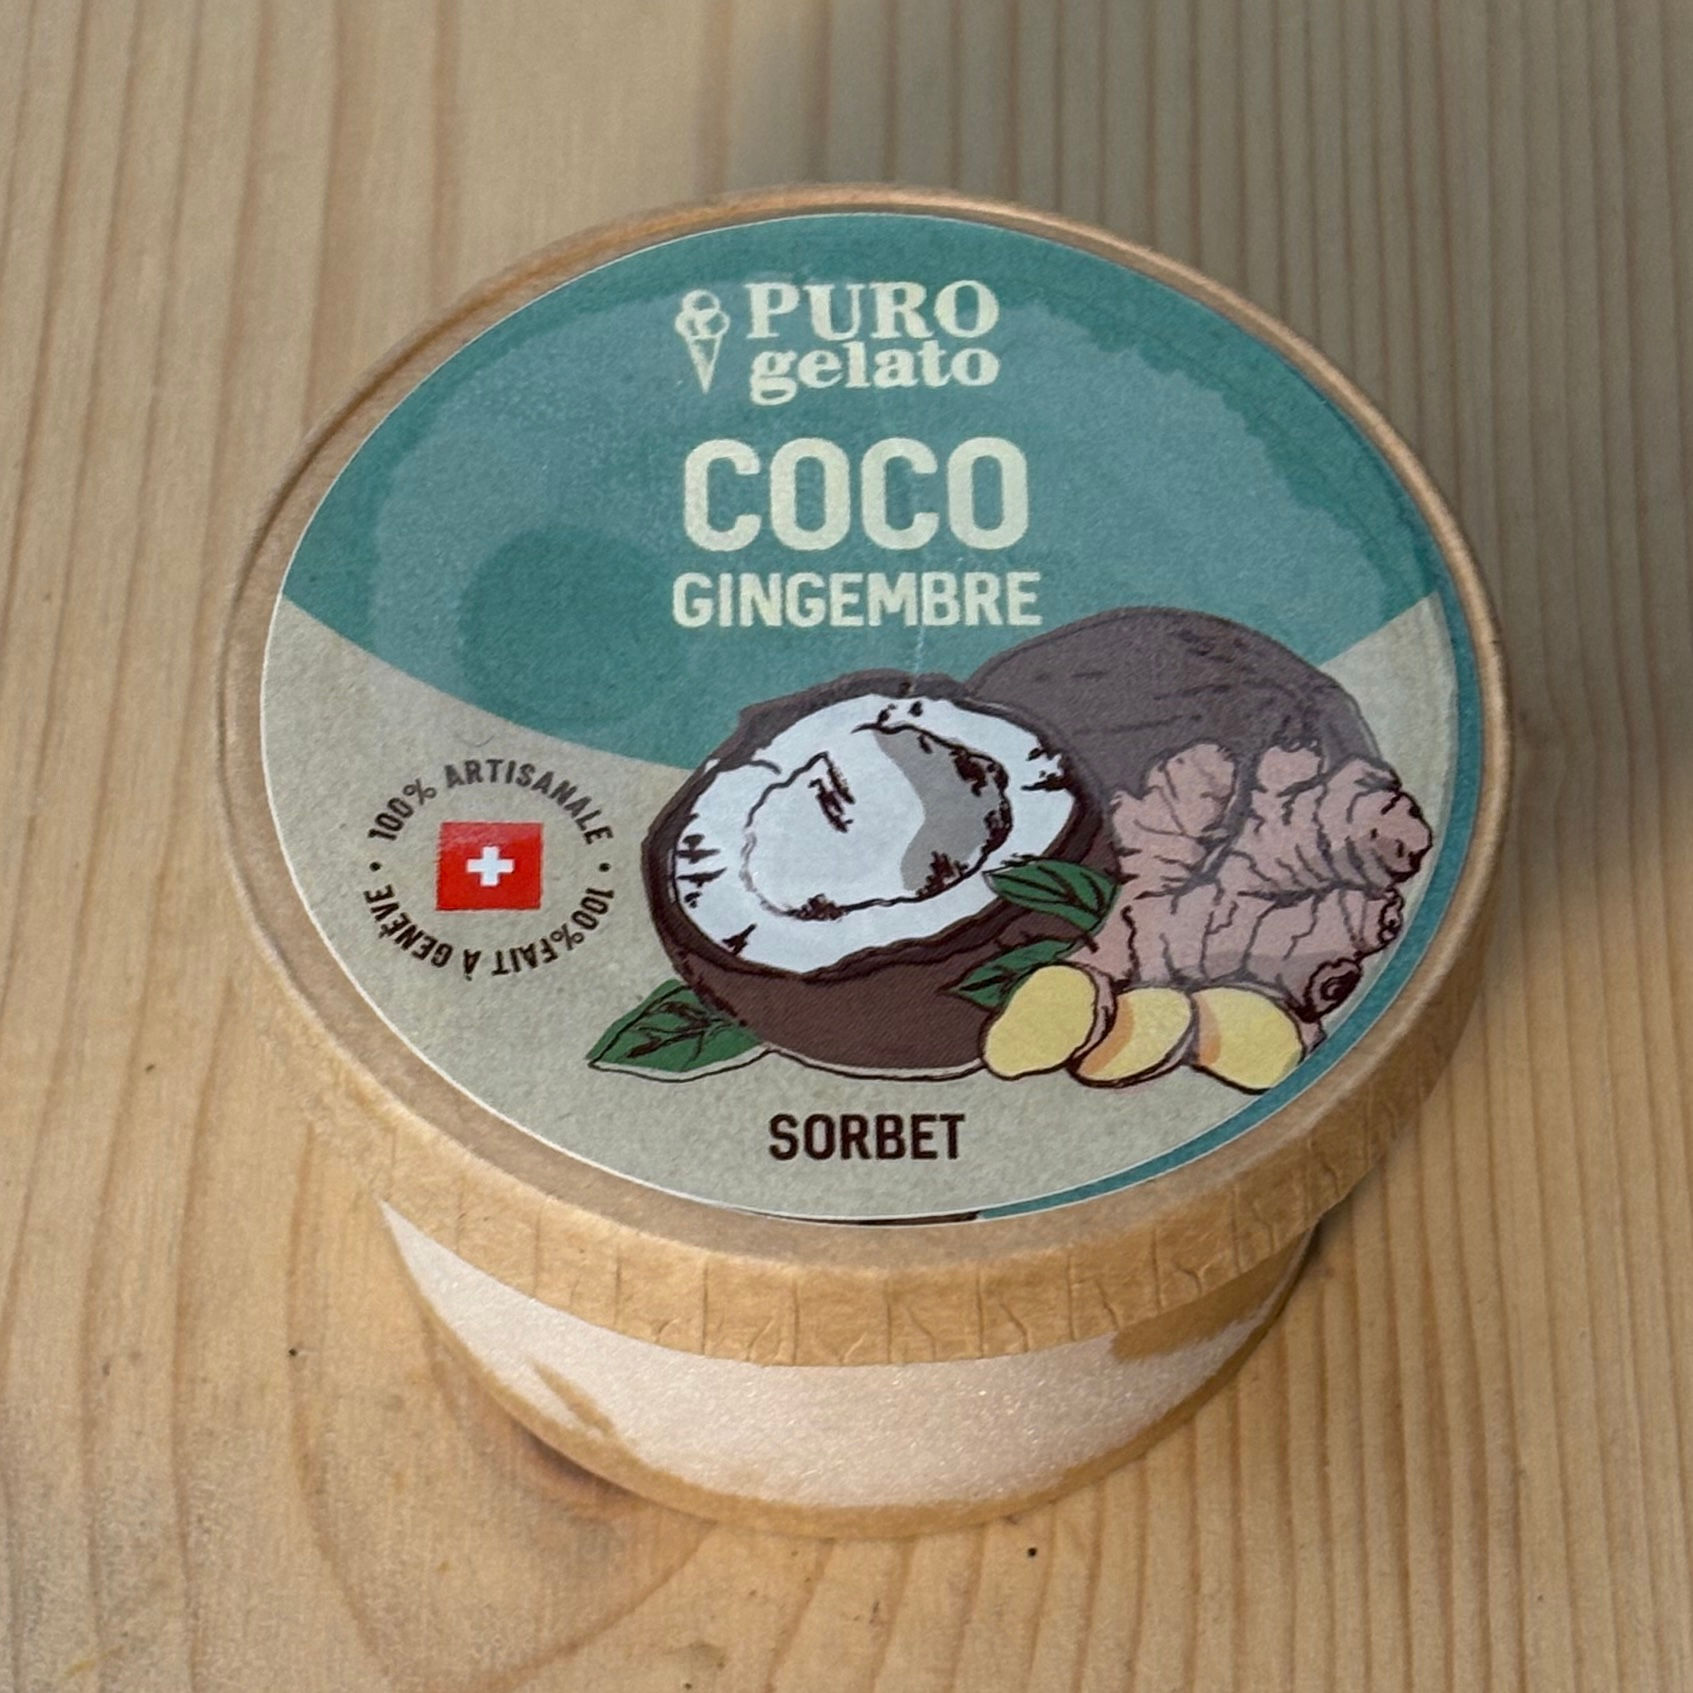 PURO
gelato
COCO
GINGEMBRE
100% ARTISANALE •
100%FAIT À GENÈVE •
SORBET